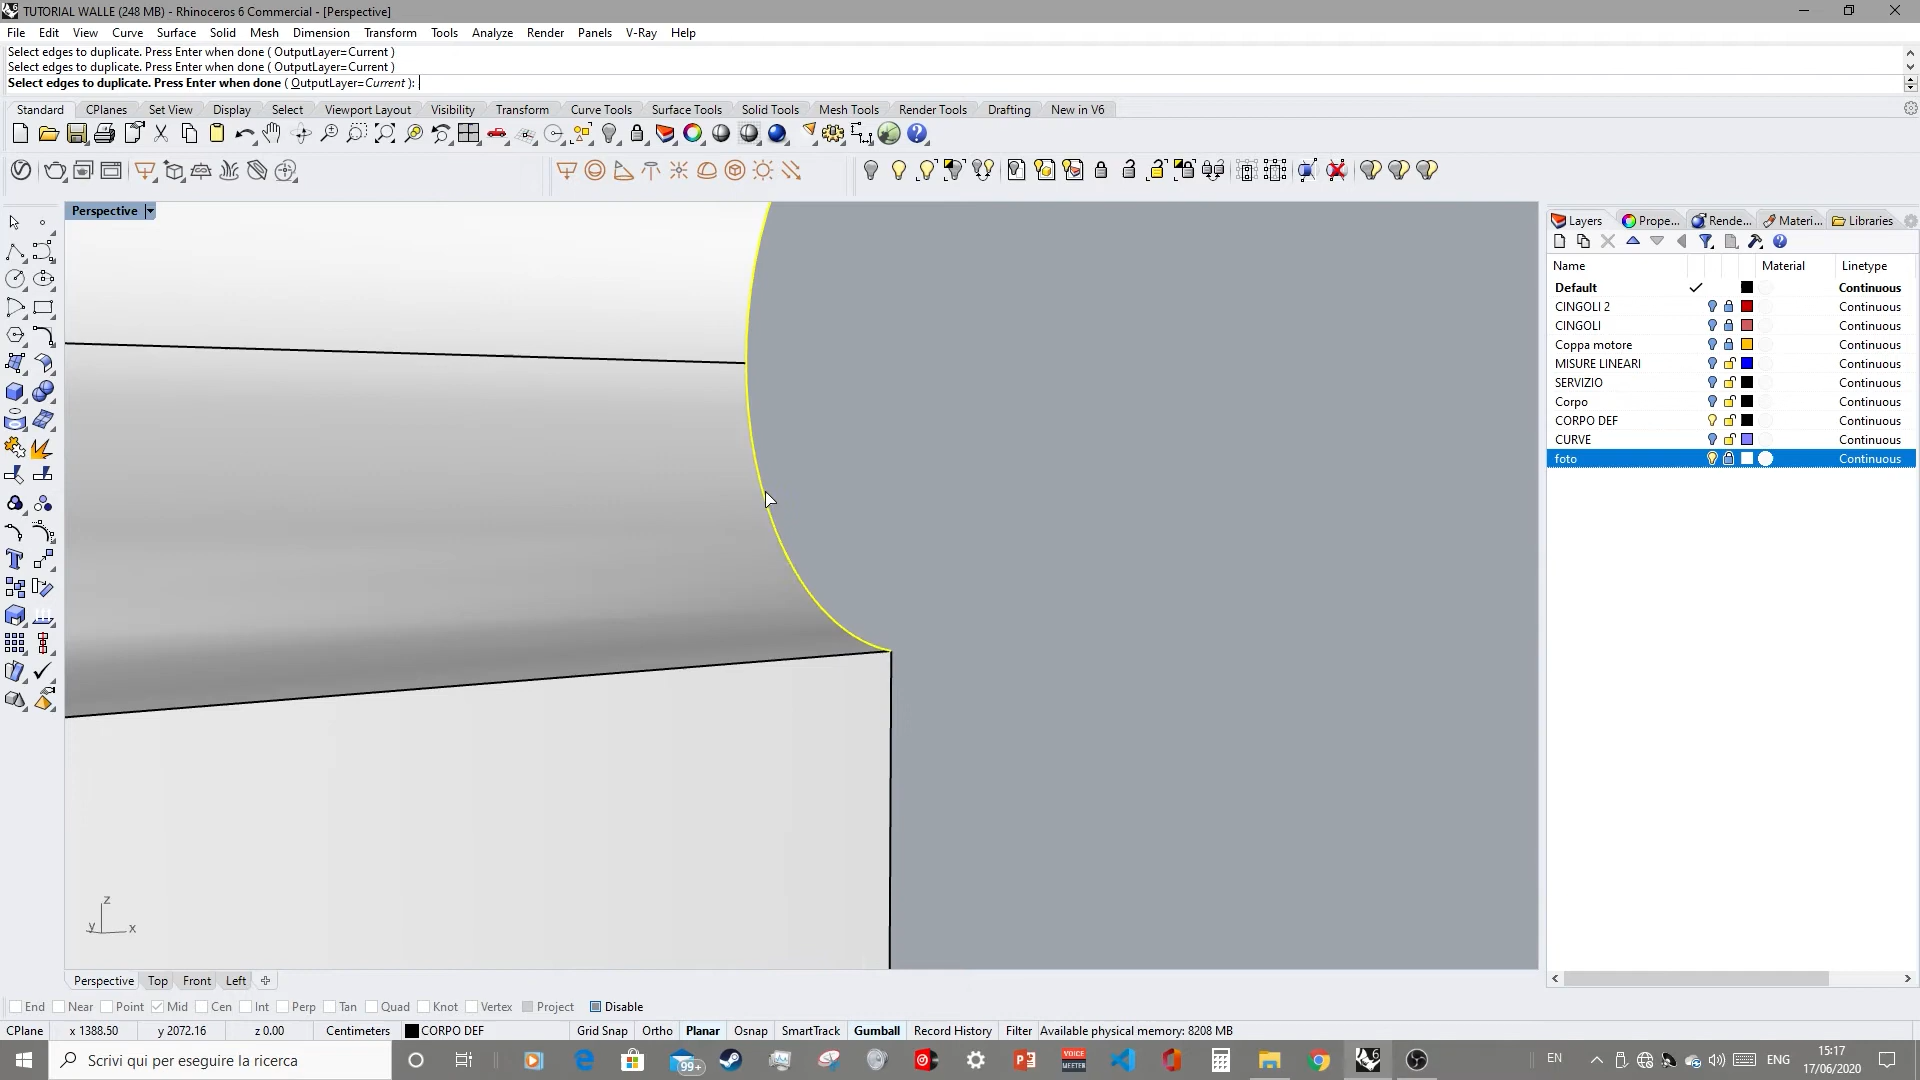 TUTORIAL WALLE (248 MB) - Rhinoceros 6 Commercial - [Perspective]
File Edit View Curve Surface Solid Mesh Dimension Transform Tools Analyze Render Panels V-Ray Help
Select edges to duplicate. Press Enter when done ( OutputLayer=Current )
Select edges to duplicate. Press Enter when done ( OutputLayer=Current )
Select edges to duplicate. Press Enter when done ( OutputLayer=Current ):
Standard CPlanes Set View Display Select Viewport Layout Visibility Transform Curve Tools Surface Tools Solid Tools Mesh Tools Render Tools Drafting New in V6
Perspective
Layers Prope... Rende... Materi... Libraries
Name Material Linetype
Default Continuous
CINGOLI 2 Continuous
CINGOLI Continuous
Coppa motore Continuous
MISURE LINEARI Continuous
SERVIZIO Continuous
Corpo Continuous
CORPO DEF Continuous
CURVE Continuous
foto Continuous
z
y x
Perspective Top Front Left
End Near Point Mid Cen Int Perp Tan Quad Knot Vertex Project Disable
CPlane x 1388.50 y 2072.16 z 0.00 Centimeters CORPO DEF Grid Snap Ortho Planar Osnap SmartTrack Gumball Record History Filter Available physical memory: 8208 MB
Scrivi qui per eseguire la ricerca
99+
VOICE MEETER
EN
ENG
15:17
17/06/2020